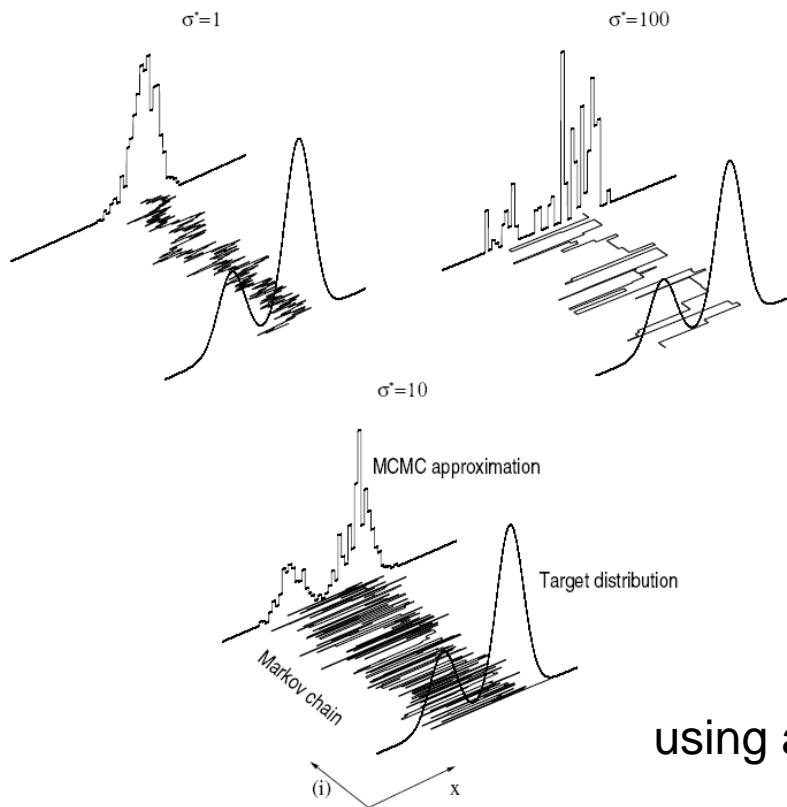 σ*=1
σ*=100
σ*=10
MCMC approximation
Target distribution
Markov chain
using a
(i)
x